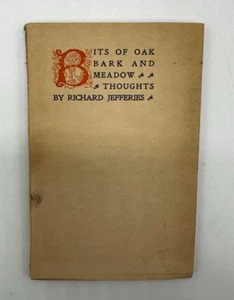 BITS OF OAK
BARK AND
MEADOW
THOUGHTS
BY RICHARD JEFFERIES